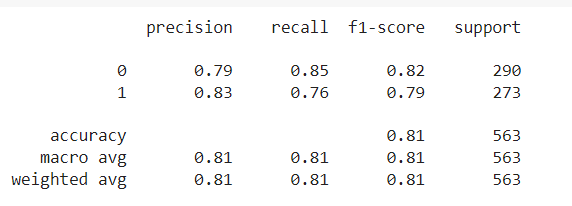 precision recall f1-score support
0 0.79 0.85 0.82 290
1 0.83 0.76 0.79 273
accuracy 0.81 563
macro avg 0.81 0.81 0.81 563
weighted avg 0.81 0.81 0.81 563